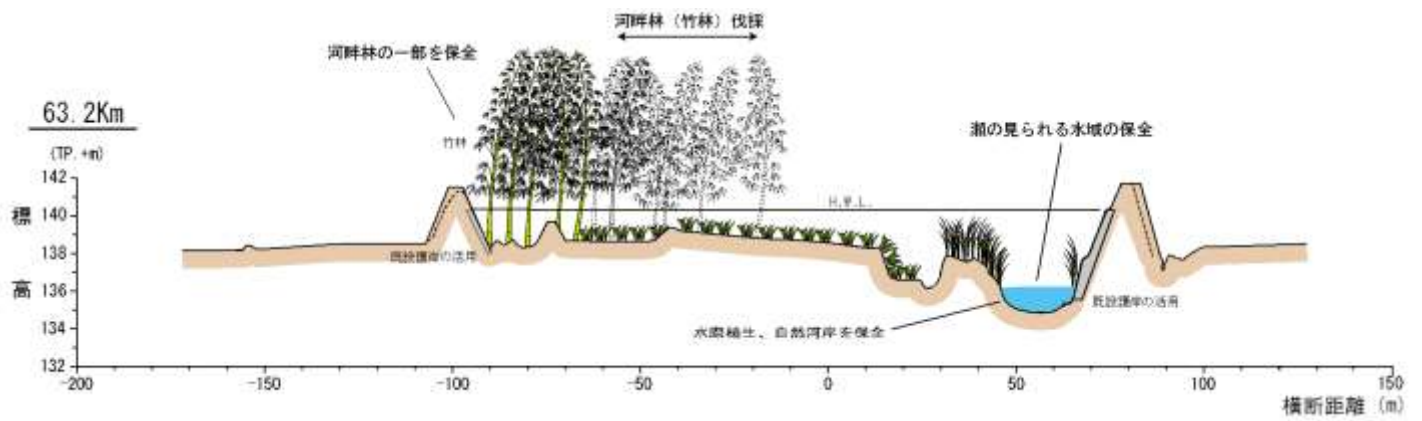 河畔林（竹林）伐採
河畔林の一部を保全
63.2Km
(TP.+m)
竹林
瀬の見られる水域の保全
H.W.L.
既設護岸の活用
既設護岸の活用
水際植生、自然河岸を保全
標高
142
140
138
136
134
132
-200
-150
-100
-50
0
50
100
150
横断距離 (m)